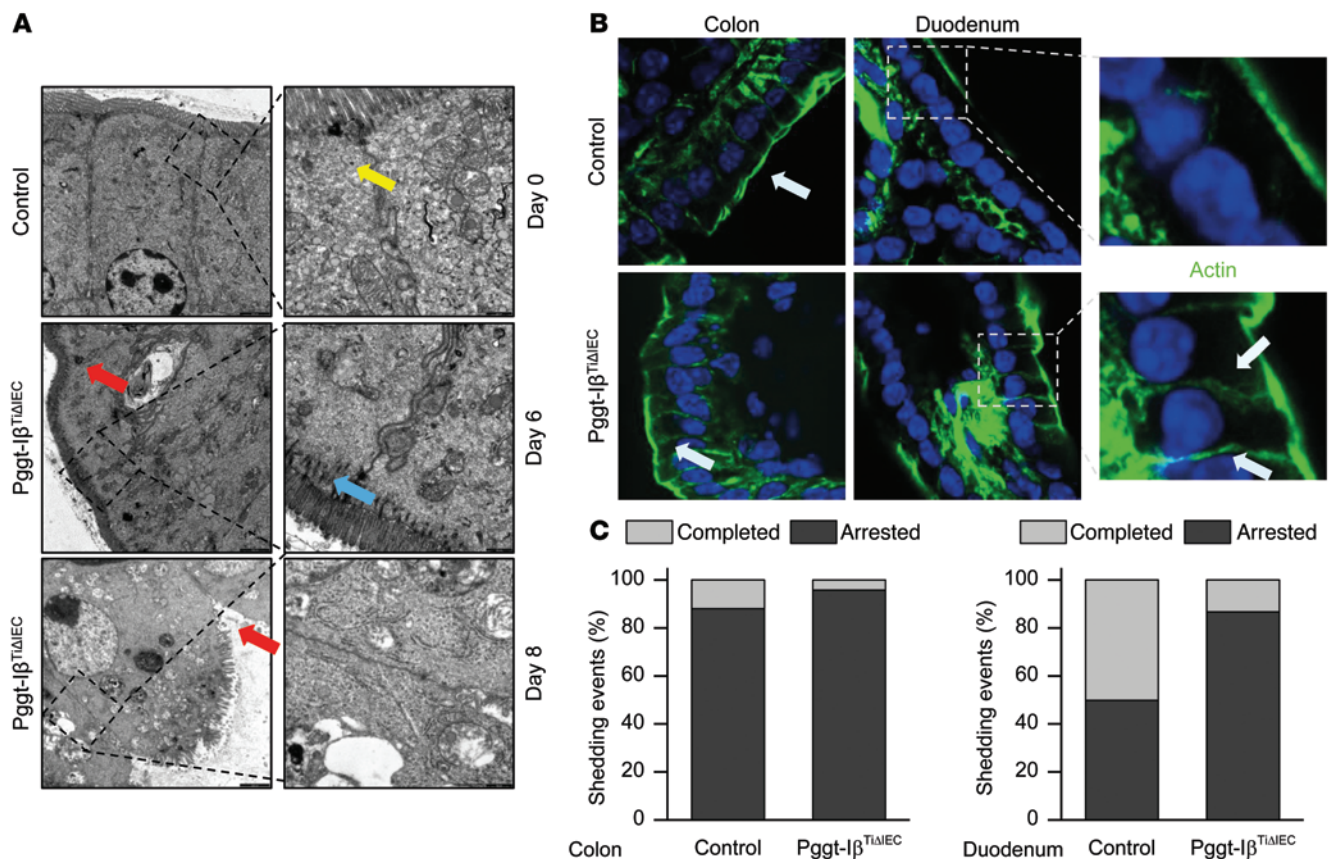 A
Control
Day 0
Pggt-Iβ^TiΔIEC
Day 6
Pggt-Iβ^TiΔIEC
Day 8
B
Colon
Duodenum
Control
Actin
Pggt-Iβ^TiΔIEC
C
Completed
Arrested
Shedding events (%)
100
80
60
40
20
0
Colon
Control
Pggt-Iβ^TiΔIEC
Completed
Arrested
Shedding events (%)
100
80
60
40
20
0
Duodenum
Control
Pggt-Iβ^TiΔIEC